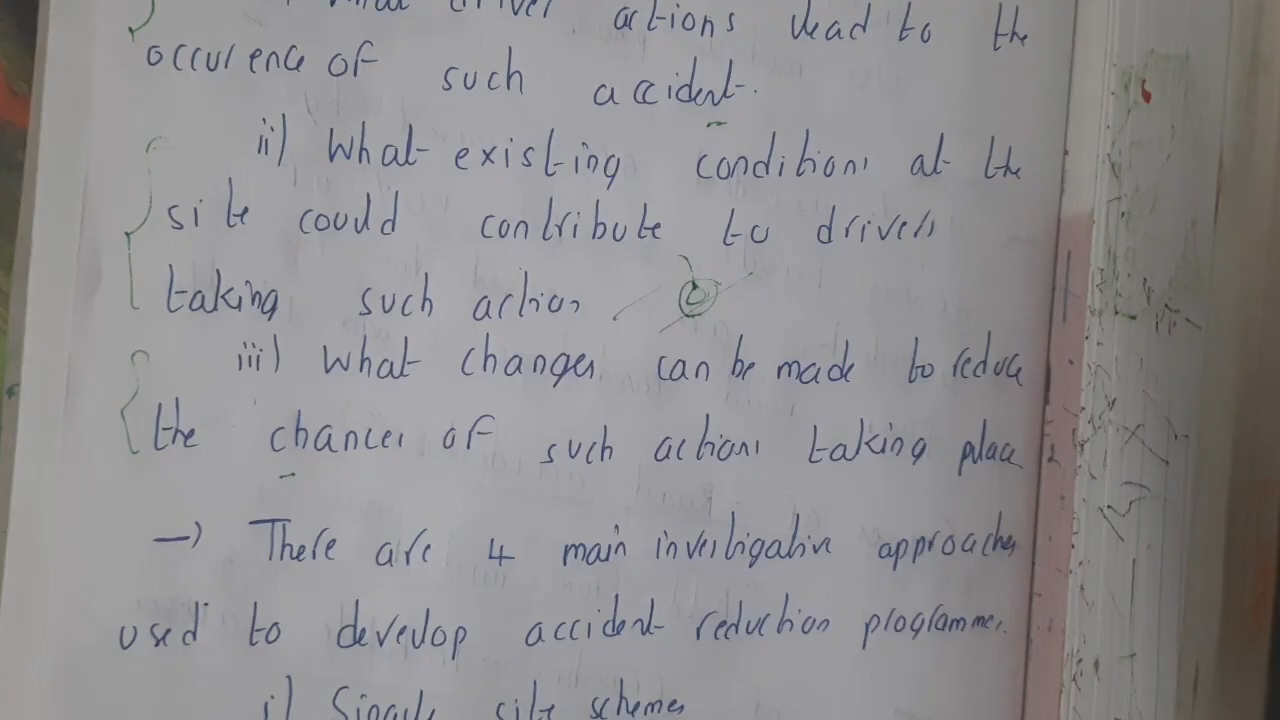 driver actions lead to the
occurence of such accident.
ii) What existing conditions at the
site could contribute to drivers
taking such action
iii) What changes can be made to reduce
the chances of such actions taking place
→ There are 4 main investigative approaches
used to develop accident reduction programmes.
i) Single site schemes